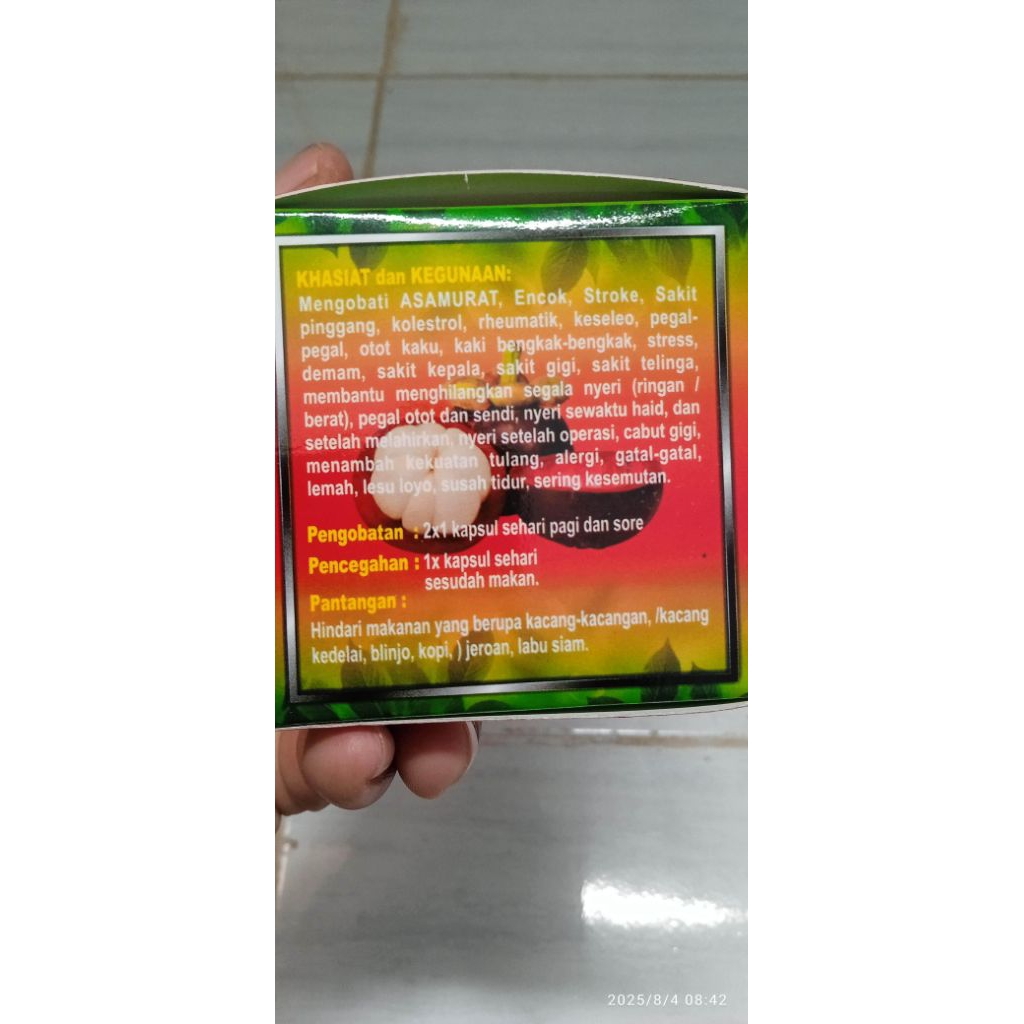 KHASIAT dan KEGUNAAN:
Mengobati ASAMURAT, Encok, Stroke, Sakit
pinggang, kolestrol, rheumatik, keseleo, pegal-
pegal, otot kaku, kaki bengkak-bengkak, stress,
demam, sakit kepala, sakit gigi, sakit telinga,
membantu menghilangkan segala nyeri (ringan /
berat), pegal otot dan sendi, nyeri sewaktu haid, dan
setelah melahirkan, nyeri setelah operasi, cabut gigi,
menambah kekuatan tulang, alergi, gatal-gatal,
lemah, lesu loyo, susah tidur, sering kesemutan.
Pengobatan : 2x1 kapsul sehari pagi dan sore
Pencegahan : 1x kapsul sehari
sesudah makan.
Pantangan :
Hindari makanan yang berupa kacang-kacangan, /kacang
kedelai, blinjo, kopi, ) jeroan, labu siam.
2025/8/4 08:42